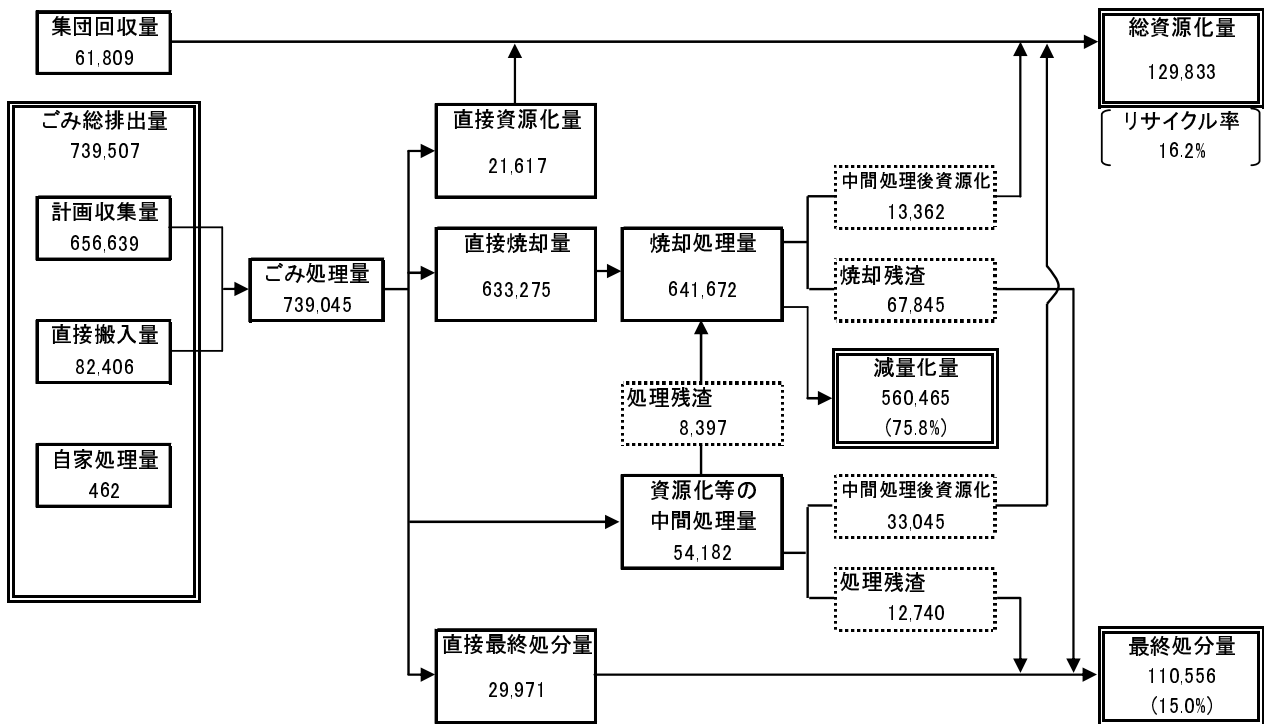 集団回収量
61,809
総資源化量
129,833
リサイクル率
16.2%
ごみ総排出量
739,507
計画収集量
656,639
直接搬入量
82,406
自家処理量
462
ごみ処理量
739,045
直接資源化量
21,617
直接焼却量
633,275
焼却処理量
641,672
中間処理後資源化
13,362
焼却残渣
67,845
減量化量
560,465
(75.8%)
処理残渣
8,397
資源化等の
中間処理量
54,182
中間処理後資源化
33,045
処理残渣
12,740
直接最終処分量
29,971
最終処分量
110,556
(15.0%)